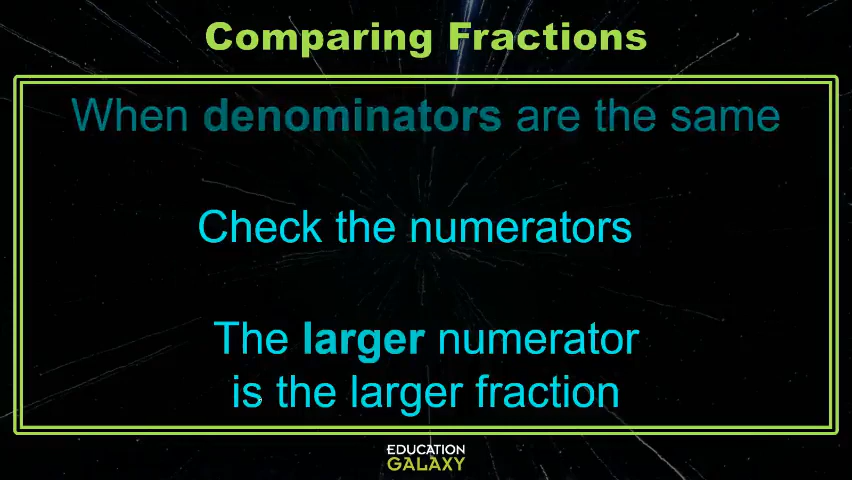 Comparing Fractions
When denominators are the same
Check the numerators
The larger numerator
is the larger fraction
EDUCATION
GALAXY